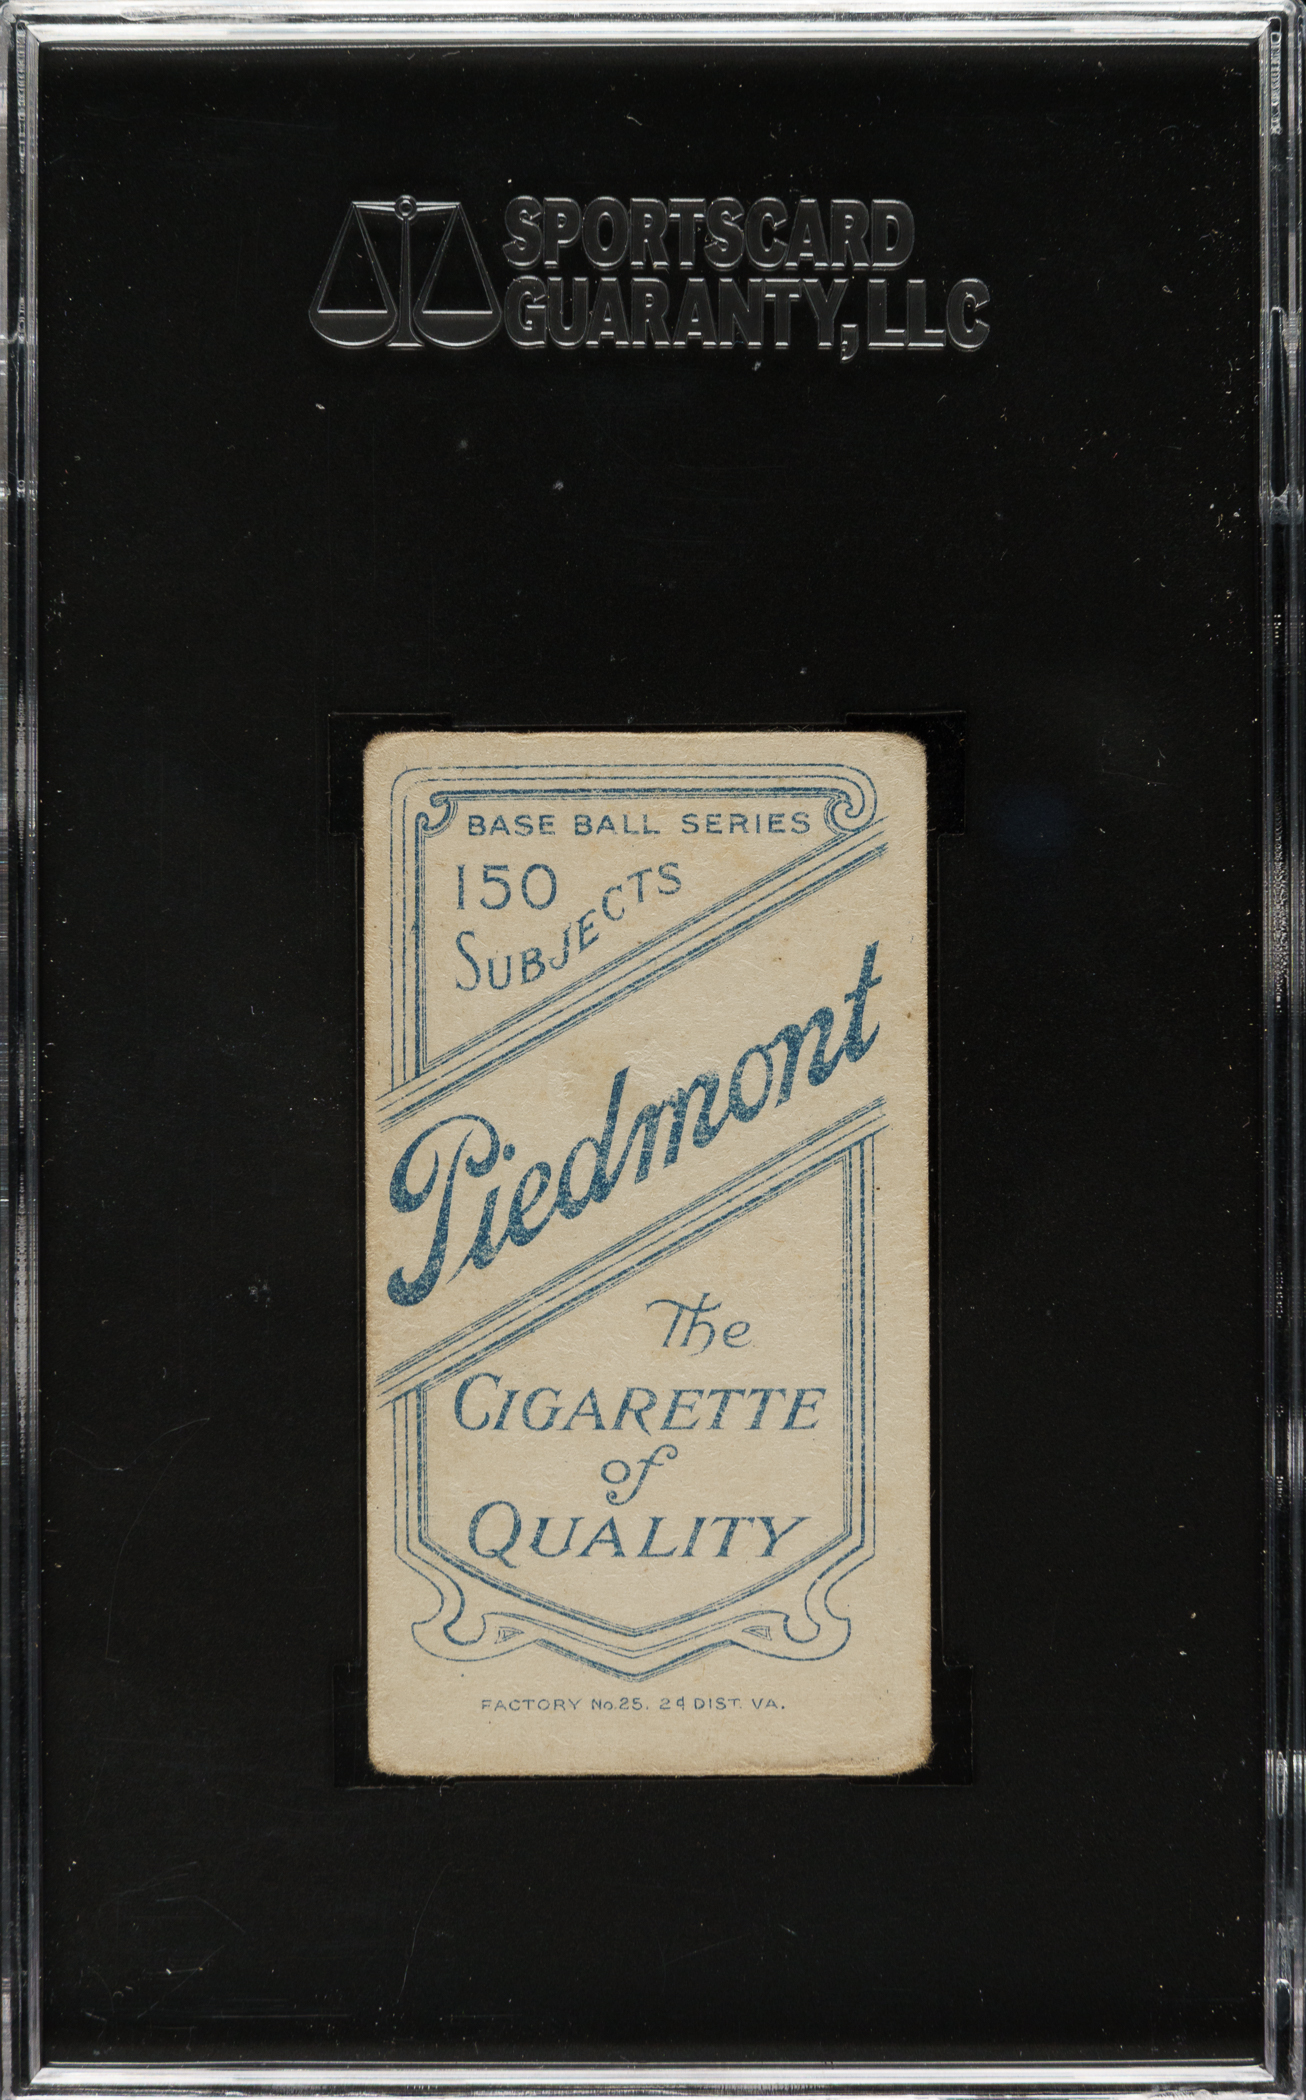 SPORTSCARD
GUARANTY, LLC
BASE BALL SERIES
150
SUBJECTS
Piedmont
The
CIGARETTE
of
QUALITY
FACTORY No.25. 2d DIST. VA.